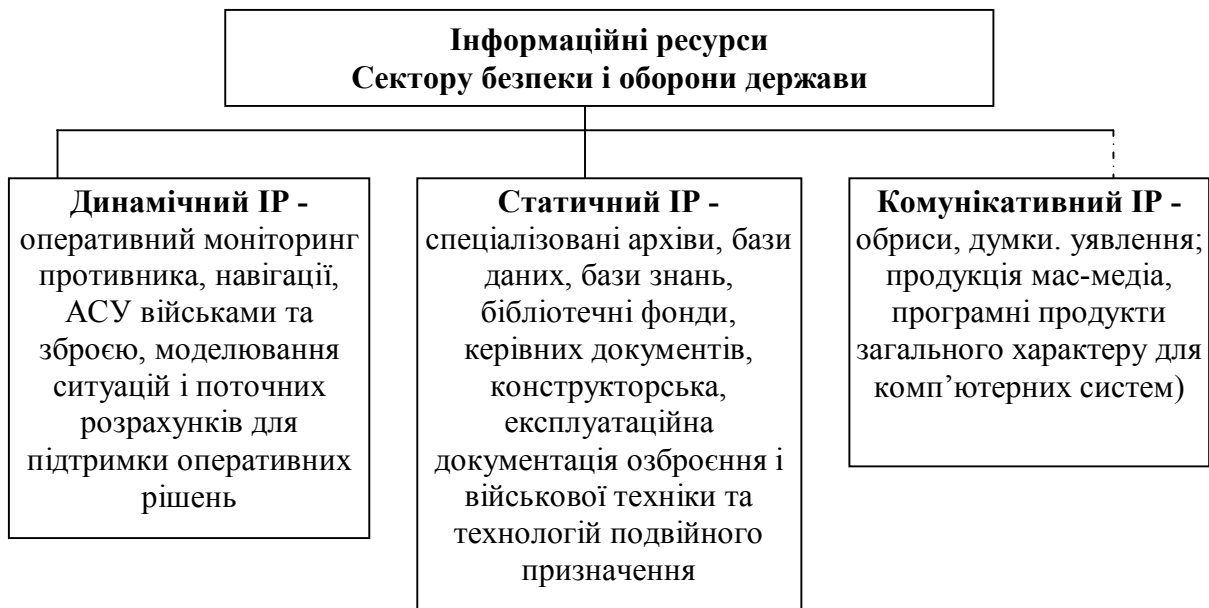 Інформаційні ресурси
Сектору безпеки і оборони держави
Динамічний ІР -
оперативний моніторинг
противника, навігації,
АСУ військами та
зброєю, моделювання
ситуацій і поточних
розрахунків для
підтримки оперативних
рішень
Статичний ІР -
спеціалізовані архіви, бази
даних, бази знань,
бібліотечні фонди,
керівних документів,
конструкторська,
експлуатаційна
документація озброєння і
військової техніки та
технологій подвійного
призначення
Комунікативний ІР -
обриси, думки. уявлення;
продукція мас-медіа,
програмні продукти
загального характеру для
комп’ютерних систем)